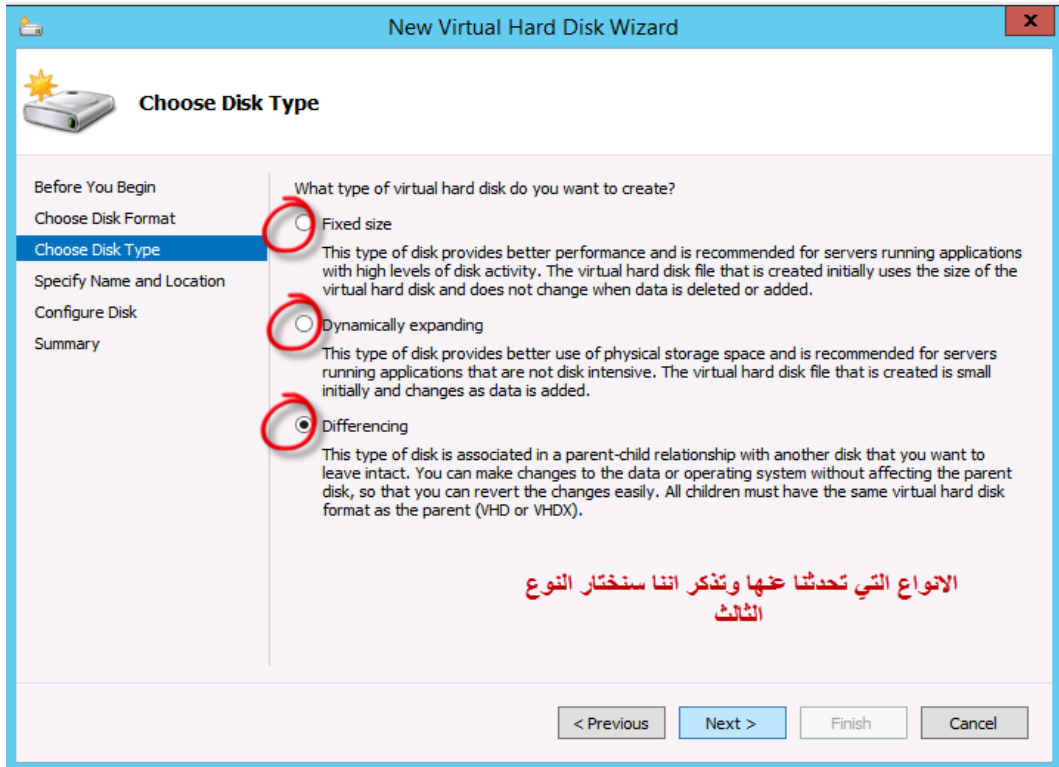 New Virtual Hard Disk Wizard
x
Choose Disk Type
Before You Begin
Choose Disk Format
Choose Disk Type
Specify Name and Location
Configure Disk
Summary
What type of virtual hard disk do you want to create?
Fixed size
This type of disk provides better performance and is recommended for servers running applications
with high levels of disk activity. The virtual hard disk file that is created initially uses the size of the
virtual hard disk and does not change when data is deleted or added.
Dynamically expanding
This type of disk provides better use of physical storage space and is recommended for servers
running applications that are not disk intensive. The virtual hard disk file that is created is small
initially and changes as data is added.
Differencing
This type of disk is associated in a parent-child relationship with another disk that you want to
leave intact. You can make changes to the data or operating system without affecting the parent
disk, so that you can revert the changes easily. All children must have the same virtual hard disk
format as the parent (VHD or VHDX).
الانواع التي تحدثنا عنها وتذكر اننا سنختار النوع
الثالث
< Previous
Next >
Finish
Cancel